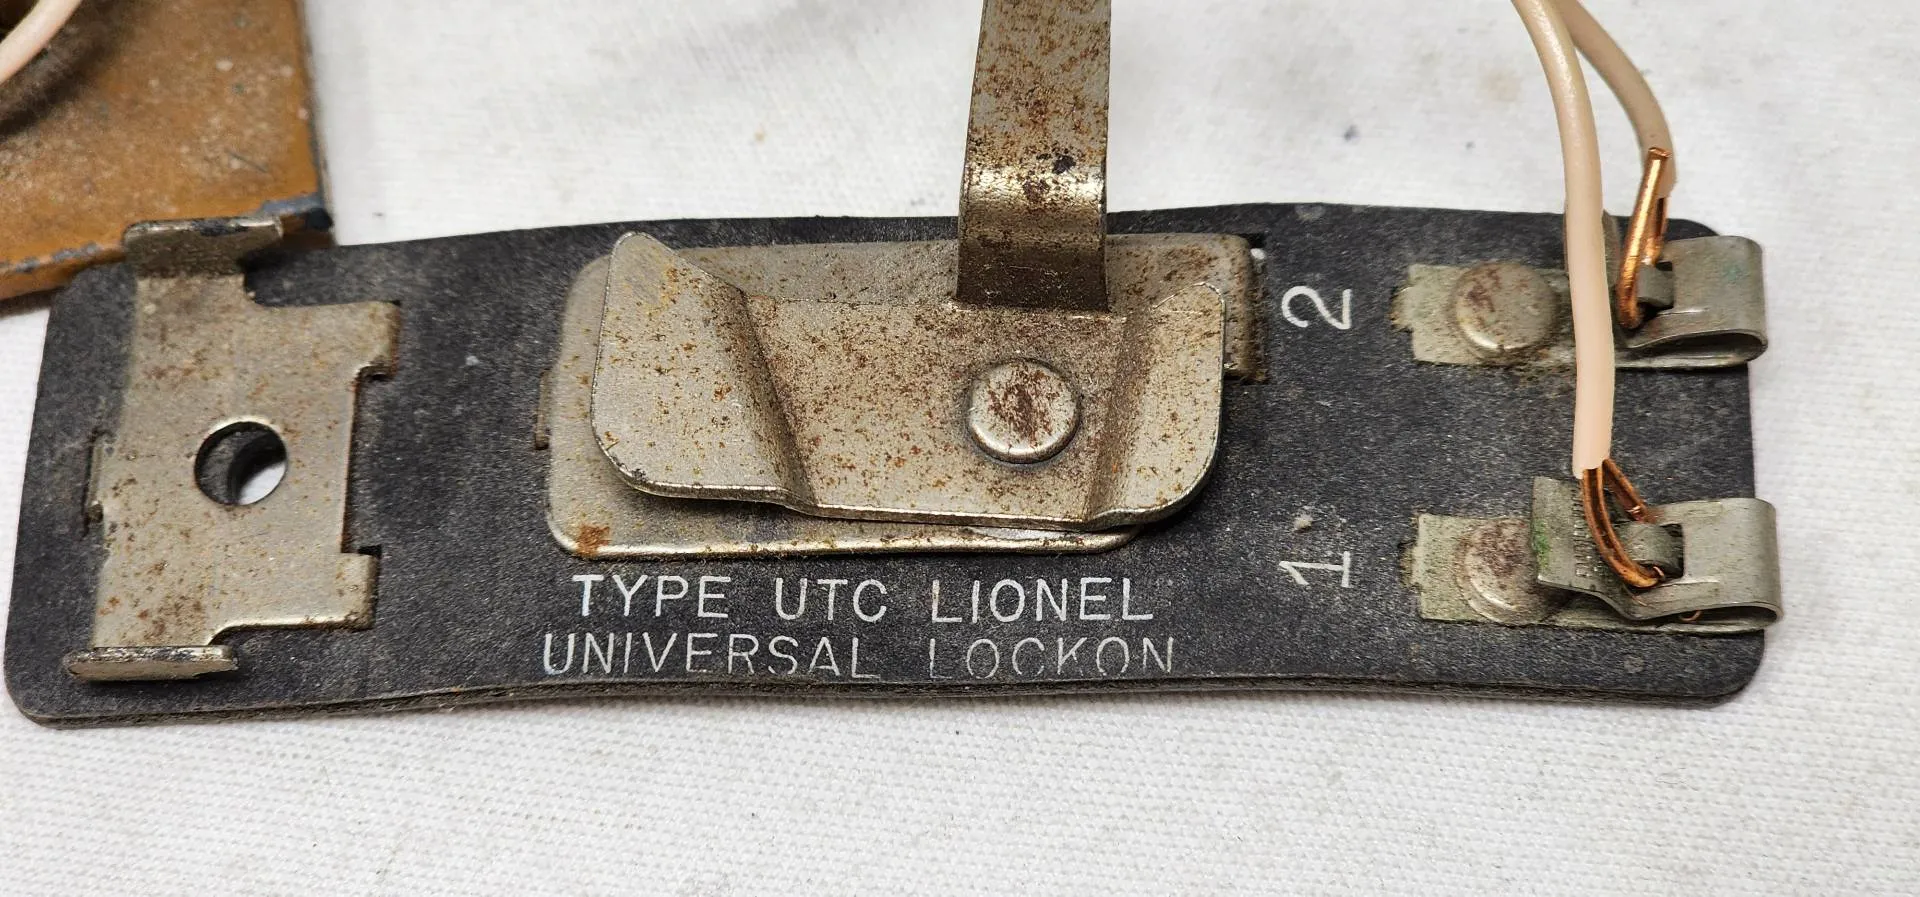 TYPE UTC LIONEL
UNIVERSAL LOCKON
2
1